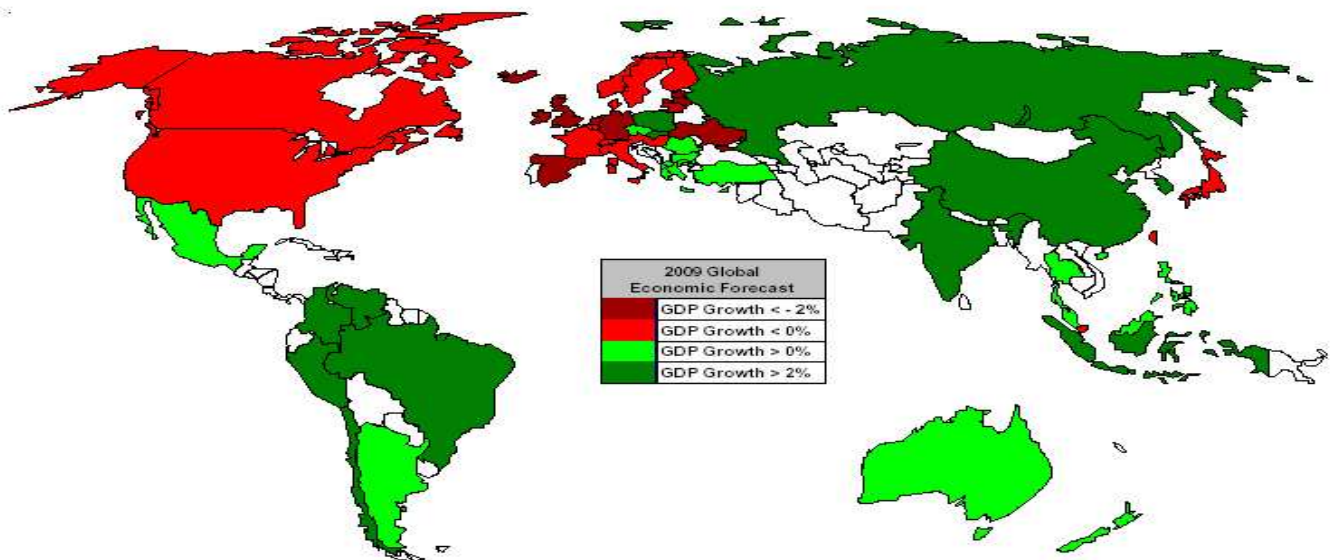 2009 Global
Economic Forecast
GDP Growth < - 2%
GDP Growth < 0%
GDP Growth > 0%
GDP Growth > 2%